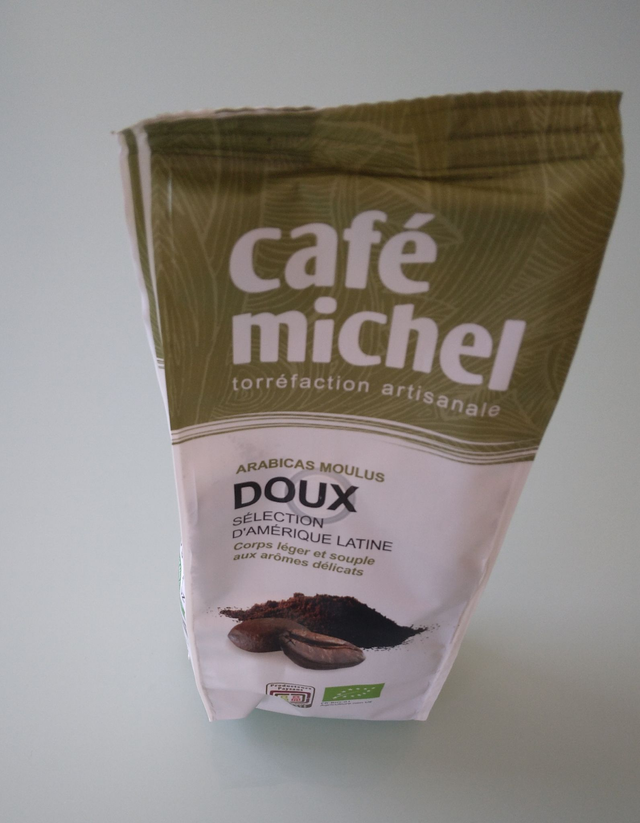 café
michel
torréfaction artisanale
ARABICAS MOULUS
DOUX
SÉLECTION
D'AMÉRIQUE LATINE
Corps léger et souple
aux arômes délicats